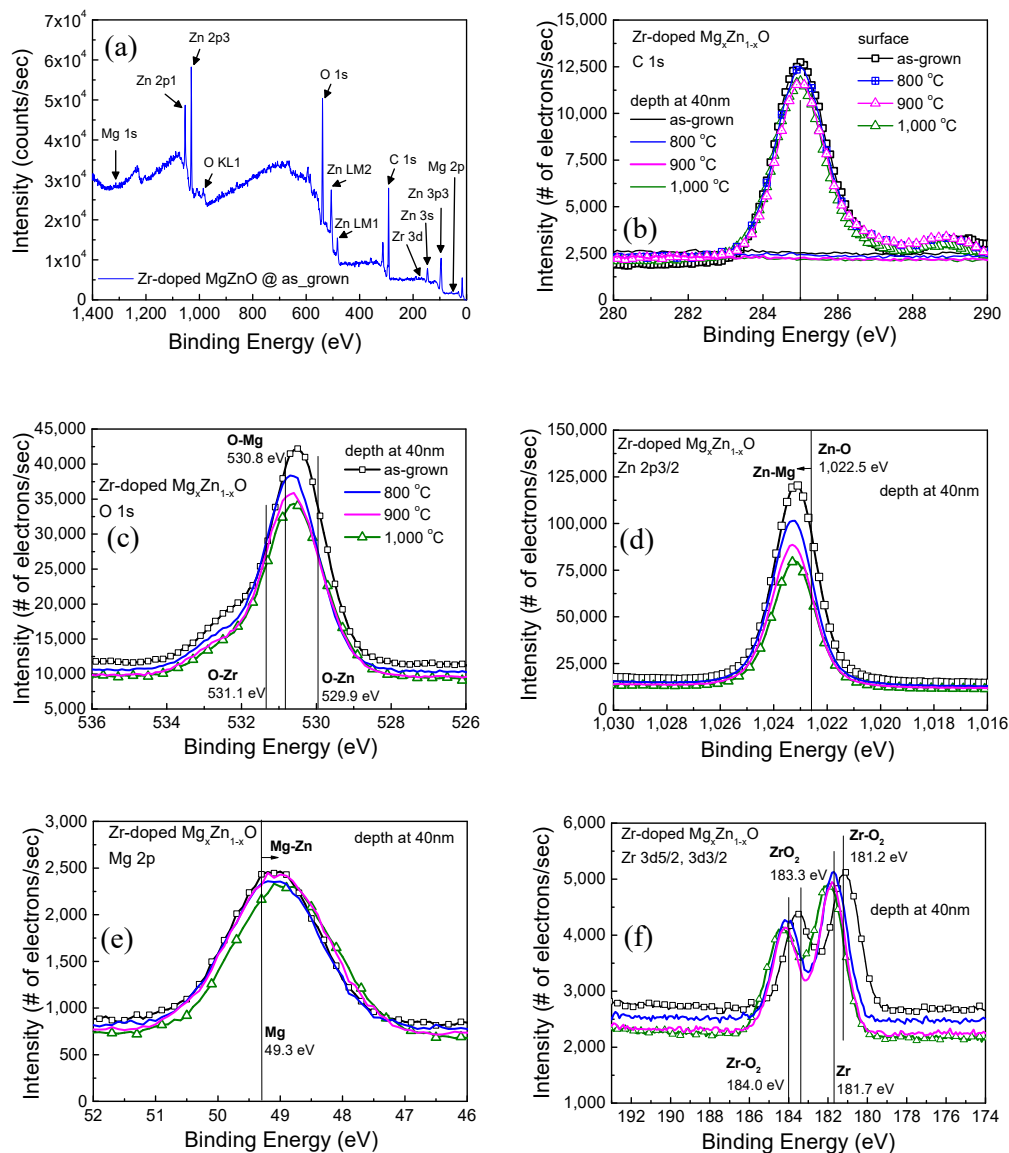 (a)
Intensity (counts/sec)
7x10⁴
6x10⁴
5x10⁴
4x10⁴
3x10⁴
2x10⁴
1x10⁴
0
Zn 2p3
Zn 2p1
Mg 1s
O KL1
O 1s
Zn LM2
C 1s
Mg 2p
Zn 3p3
Zn 3s
Zr 3d
Zn LM1
Zr-doped MgZnO @ as_grown
1,400 1,200 1,000 800 600 400 200 0
Binding Energy (eV)
(b)
Intensity (# of electrons/sec)
15,000
12,500
10,000
7,500
5,000
2,500
0
Zr-doped MgₓZn₁₋ₓO
C 1s
depth at 40nm
as-grown
800 °C
900 °C
1,000 °C
surface
as-grown
800 °C
900 °C
1,000 °C
280 282 284 286 288 290
Binding Energy (eV)
(c)
Intensity (# of electrons/sec)
45,000
40,000
35,000
30,000
25,000
20,000
15,000
10,000
5,000
Zr-doped MgₓZn₁₋ₓO
O 1s
O-Mg
530.8 eV
depth at 40nm
as-grown
800 °C
900 °C
1,000 °C
O-Zr
531.1 eV
O-Zn
529.9 eV
536 534 532 530 528 526
Binding Energy (eV)
(d)
Intensity (# of electrons/sec)
150,000
125,000
100,000
75,000
50,000
25,000
0
Zr-doped MgₓZn₁₋ₓO
Zn 2p3/2
Zn-O
1,022.5 eV
Zn-Mg
depth at 40nm
1,030 1,028 1,026 1,024 1,022 1,020 1,018 1,016
Binding Energy (eV)
(e)
Intensity (# of electrons/sec)
3,000
2,500
2,000
1,500
1,000
500
0
Zr-doped MgₓZn₁₋ₓO
Mg 2p
depth at 40nm
Mg-Zn
Mg
49.3 eV
52 51 50 49 48 47 46
Binding Energy (eV)
(f)
Intensity (# of electrons/sec)
6,000
5,000
4,000
3,000
2,000
1,000
Zr-doped MgₓZn₁₋ₓO
Zr 3d5/2, 3d3/2
Zr-O₂
181.2 eV
ZrO₂
183.3 eV
depth at 40nm
Zr-O₂
184.0 eV
Zr
181.7 eV
192 190 188 186 184 182 180 178 176 174
Binding Energy (eV)